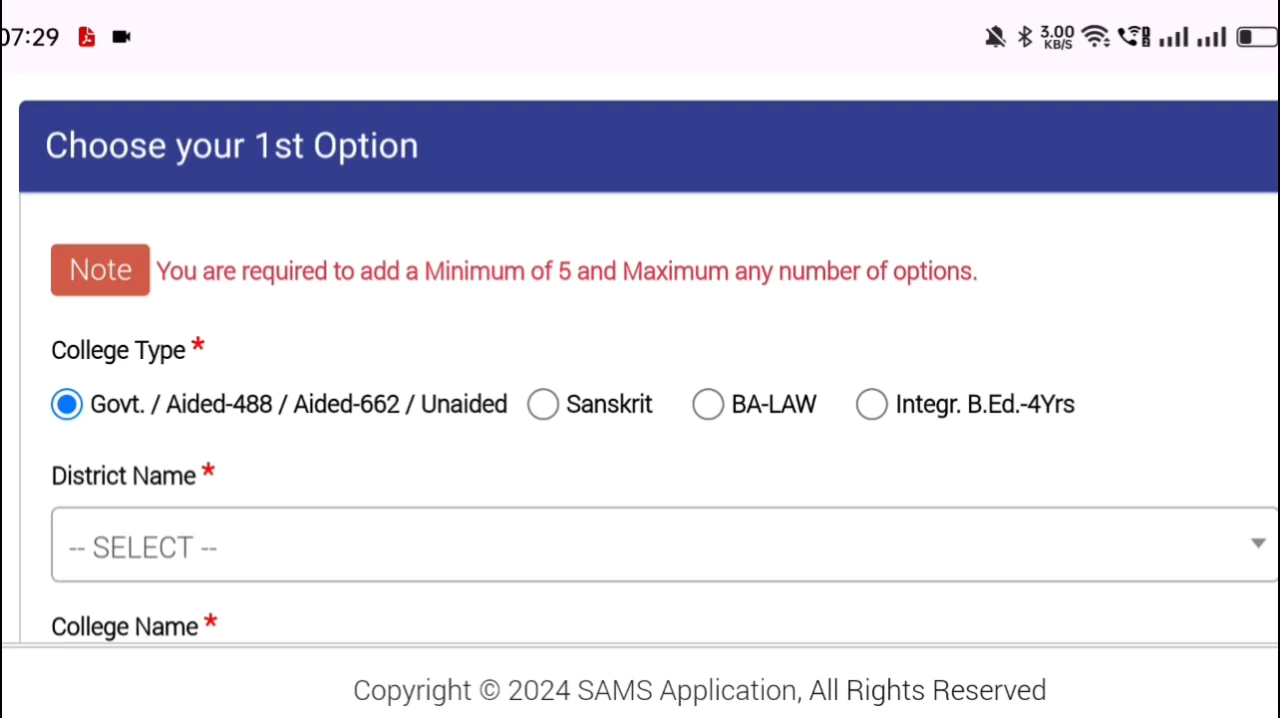 07:29 3.00 KB/S
Choose your 1st Option
Note You are required to add a Minimum of 5 and Maximum any number of options.
College Type *
Govt. / Aided-488 / Aided-662 / Unaided Sanskrit BA-LAW Integr. B.Ed.-4Yrs
District Name *
-- SELECT --
College Name *
Copyright © 2024 SAMS Application, All Rights Reserved